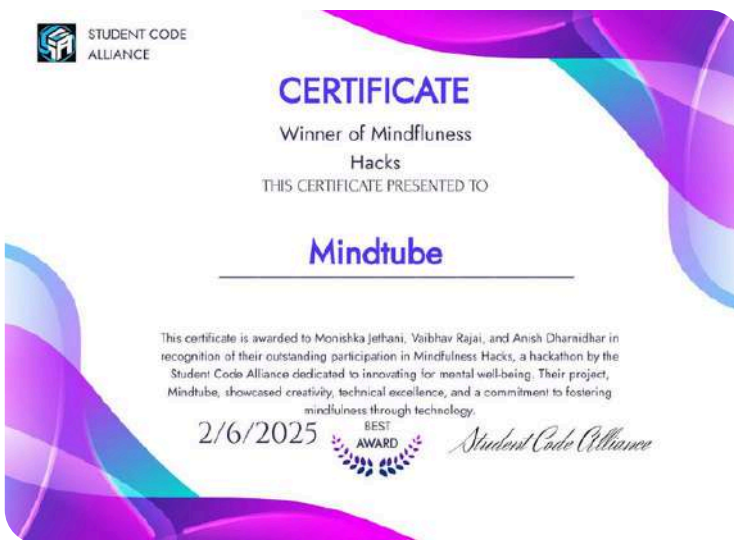 STUDENT CODE
ALLIANCE
CERTIFICATE
Winner of Mindfluness
Hacks
THIS CERTIFICATE PRESENTED TO
Mindtube
This certificate is awarded to Monishka Jethani, Vaibhav Rajai, and Anish Dharnidhar in
recognition of their outstanding participation in Mindfulness Hacks, a hackathon by the
Student Code Alliance dedicated to innovating for mental well-being. Their project,
Mindtube, showcased creativity, technical excellence, and a commitment to fostering
mindfulness through technology.
2/6/2025
BEST
AWARD
Student Code Alliance